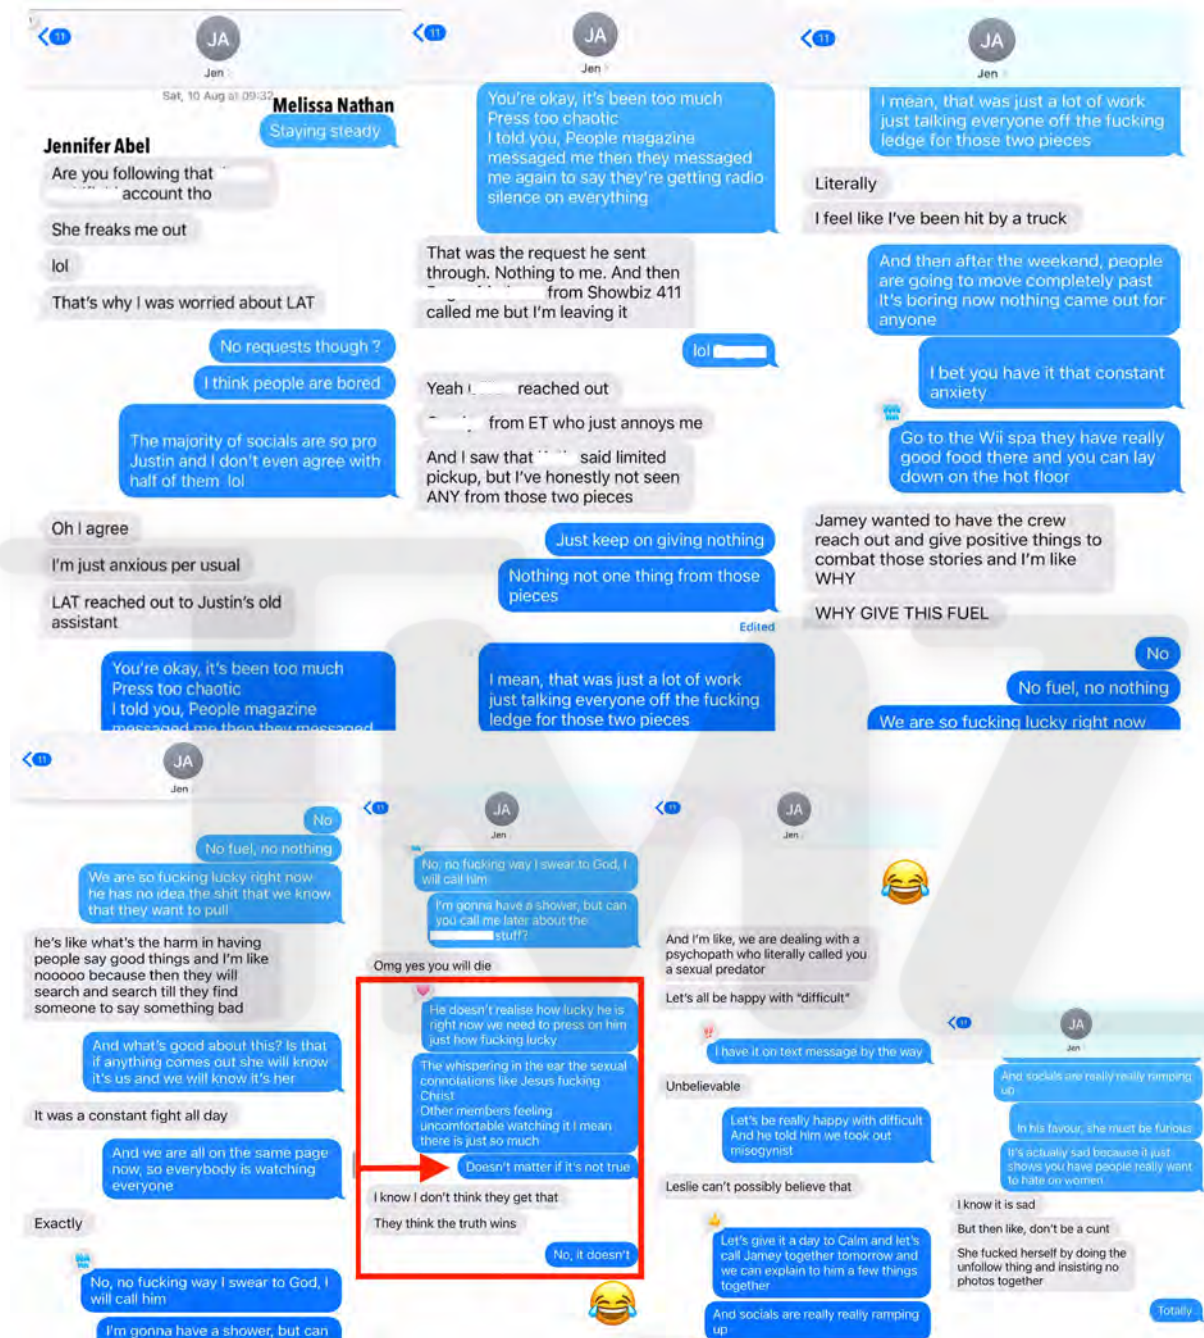 11
JA
Jen
Sat, 10 Aug at 09:32
Melissa Nathan
Staying steady
Jennifer Abel
Are you following that
account tho
She freaks me out
lol
That's why I was worried about LAT
No requests though ?
I think people are bored
The majority of socials are so pro
Justin and I don't even agree with
half of them lol
Oh I agree
I'm just anxious per usual
LAT reached out to Justin's old
assistant
You're okay, it's been too much
Press too chaotic
I told you, People magazine
messaged me then they messaged
11
JA
Jen
You're okay, it's been too much
Press too chaotic
I told you, People magazine
messaged me then they messaged
me again to say they're getting radio
silence on everything
That was the request he sent
through. Nothing to me. And then
from Showbiz 411
called me but I'm leaving it
lol
Yeah reached out
from ET who just annoys me
And I saw that said limited
pickup, but I've honestly not seen
ANY from those two pieces
Just keep on giving nothing
Nothing not one thing from those
pieces
Edited
I mean, that was just a lot of work
just talking everyone off the fucking
ledge for those two pieces
11
JA
Jen
I mean, that was just a lot of work
just talking everyone off the fucking
ledge for those two pieces
Literally
I feel like I've been hit by a truck
And then after the weekend, people
are going to move completely past
It's boring now nothing came out for
anyone
I bet you have it that constant
anxiety
Go to the Wii spa they have really
good food there and you can lay
down on the hot floor
Jamey wanted to have the crew
reach out and give positive things to
combat those stories and I'm like
WHY
WHY GIVE THIS FUEL
No
No fuel, no nothing
We are so fucking lucky right now
11
JA
Jen
No
No fuel, no nothing
We are so fucking lucky right now
he has no idea the shit that we know
that they want to pull
he's like what's the harm in having
people say good things and I'm like
nooooo because then they will
search and search till they find
someone to say something bad
And what's good about this? Is that
if anything comes out she will know
it's us and we will know it's her
It was a constant fight all day
And we are all on the same page
now, so everybody is watching
everyone
Exactly
No, no fucking way I swear to God, I
will call him
I'm gonna have a shower, but can
11
JA
Jen
No, no fucking way I swear to God, I
will call him
I'm gonna have a shower, but can
you call me later about the
stuff?
Omg yes you will die
He doesn't realise how lucky he is
right now we need to press on him
just how fucking lucky
The whispering in the ear the sexual
connotations like Jesus fucking
Christ
Other members feeling
uncomfortable watching it I mean
there is just so much
Doesn't matter if it's not true
I know I don't think they get that
They think the truth wins
No, it doesn't
11
JA
Jen
And I'm like, we are dealing with a
psychopath who literally called you
a sexual predator
Let's all be happy with "difficult"
I have it on text message by the way
Unbelievable
Let's be really happy with difficult
And he told him we took out
misogynist
Leslie can't possibly believe that
Let's give it a day to Calm and let's
call Jamey together tomorrow and
we can explain to him a few things
together
And socials are really really ramping
up
11
JA
Jen
And socials are really really ramping
up
In his favour, she must be furious
It's actually sad because it just
shows you have people really want
to hate on women
I know it is sad
But then like, don't be a cunt
She fucked herself by doing the
unfollow thing and insisting no
photos together
Totally